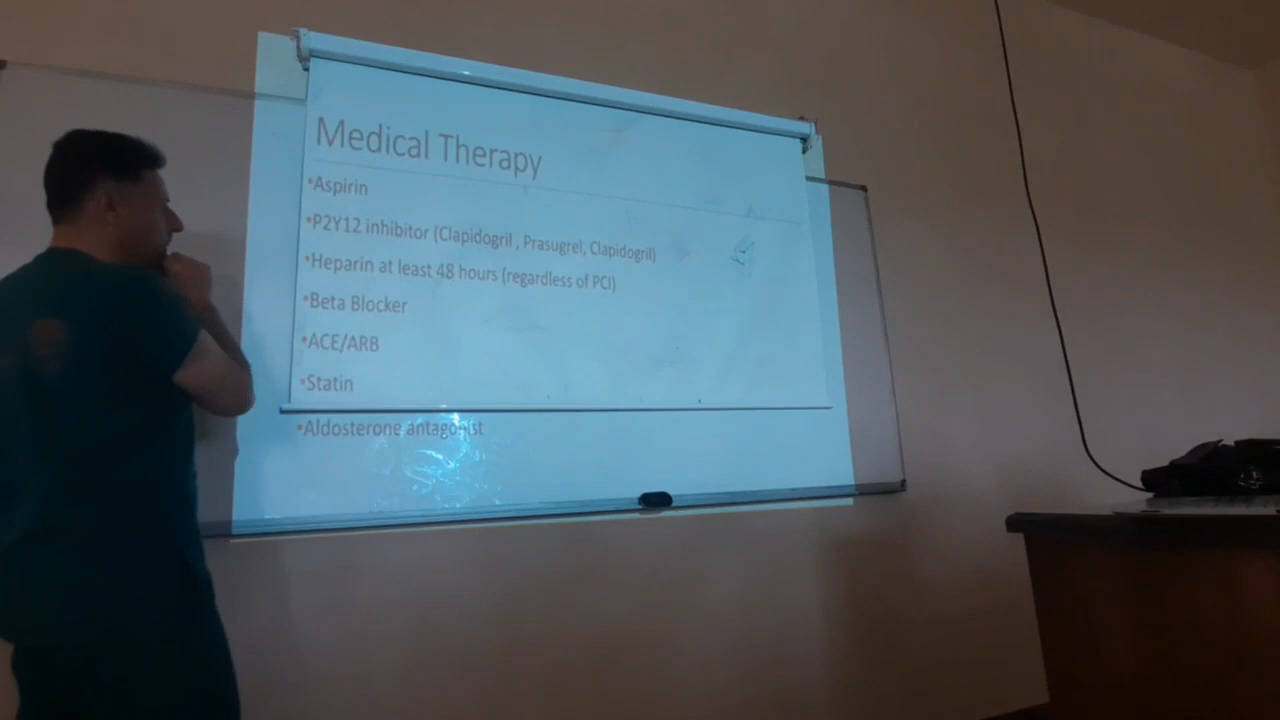 Medical Therapy
•Aspirin
•P2Y12 inhibitor (Clapidogril , Prasugrel, Clapidogril)
•Heparin at least 48 hours (regardless of PCI)
•Beta Blocker
•ACE/ARB
•Statin
•Aldosterone antagonist